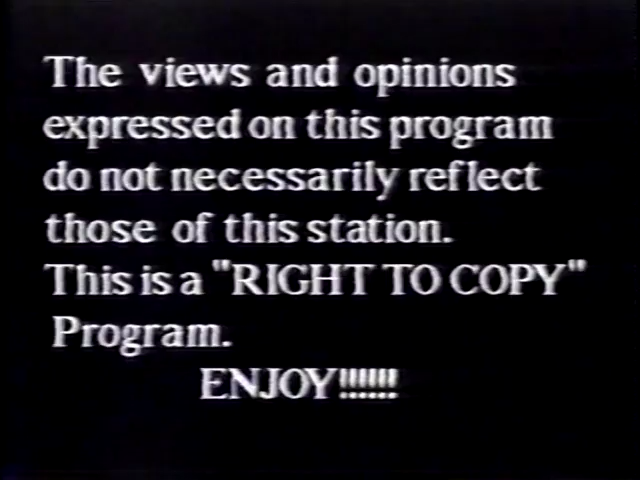 The views and opinions
expressed on this program
do not necessarily reflect
those of this station.
This is a "RIGHT TO COPY"
Program.
ENJOY!!!!!!